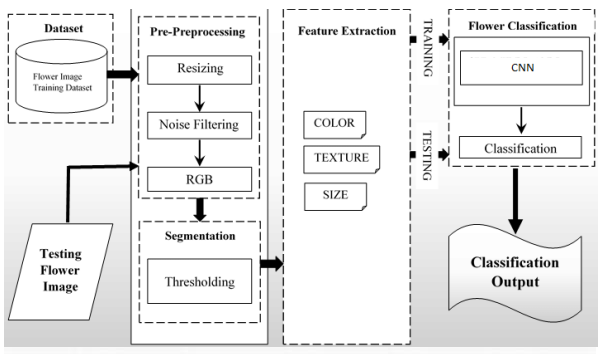 Dataset
Flower Image
Training Dataset
Testing
Flower
Image
Pre-Preprocessing
Resizing
Noise Filtering
RGB
Segmentation
Thresholding
Feature Extraction
COLOR
TEXTURE
SIZE
TRAINING
TESTING
Flower Classification
CNN
Classification
Classification
Output